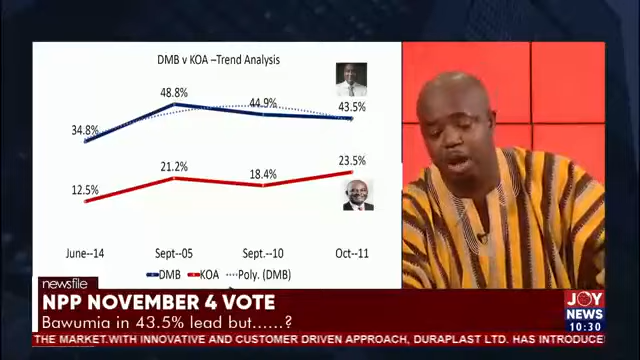 DMB v KOA –Trend Analysis
48.8%
44.9%
43.5%
34.8%
21.2%
18.4%
23.5%
12.5%
June--14
Sept--05
Sept.--10
Oct--11
DMB
KOA
Poly. (DMB)
newsfile
NPP NOVEMBER 4 VOTE
Bawumia in 43.5% lead but......?
JOY
NEWS
10:30
THE MARKET.WITH INNOVATIVE AND CUSTOMER DRIVEN APPROACH, DURAPLAST LTD. HAS INTRODUCE